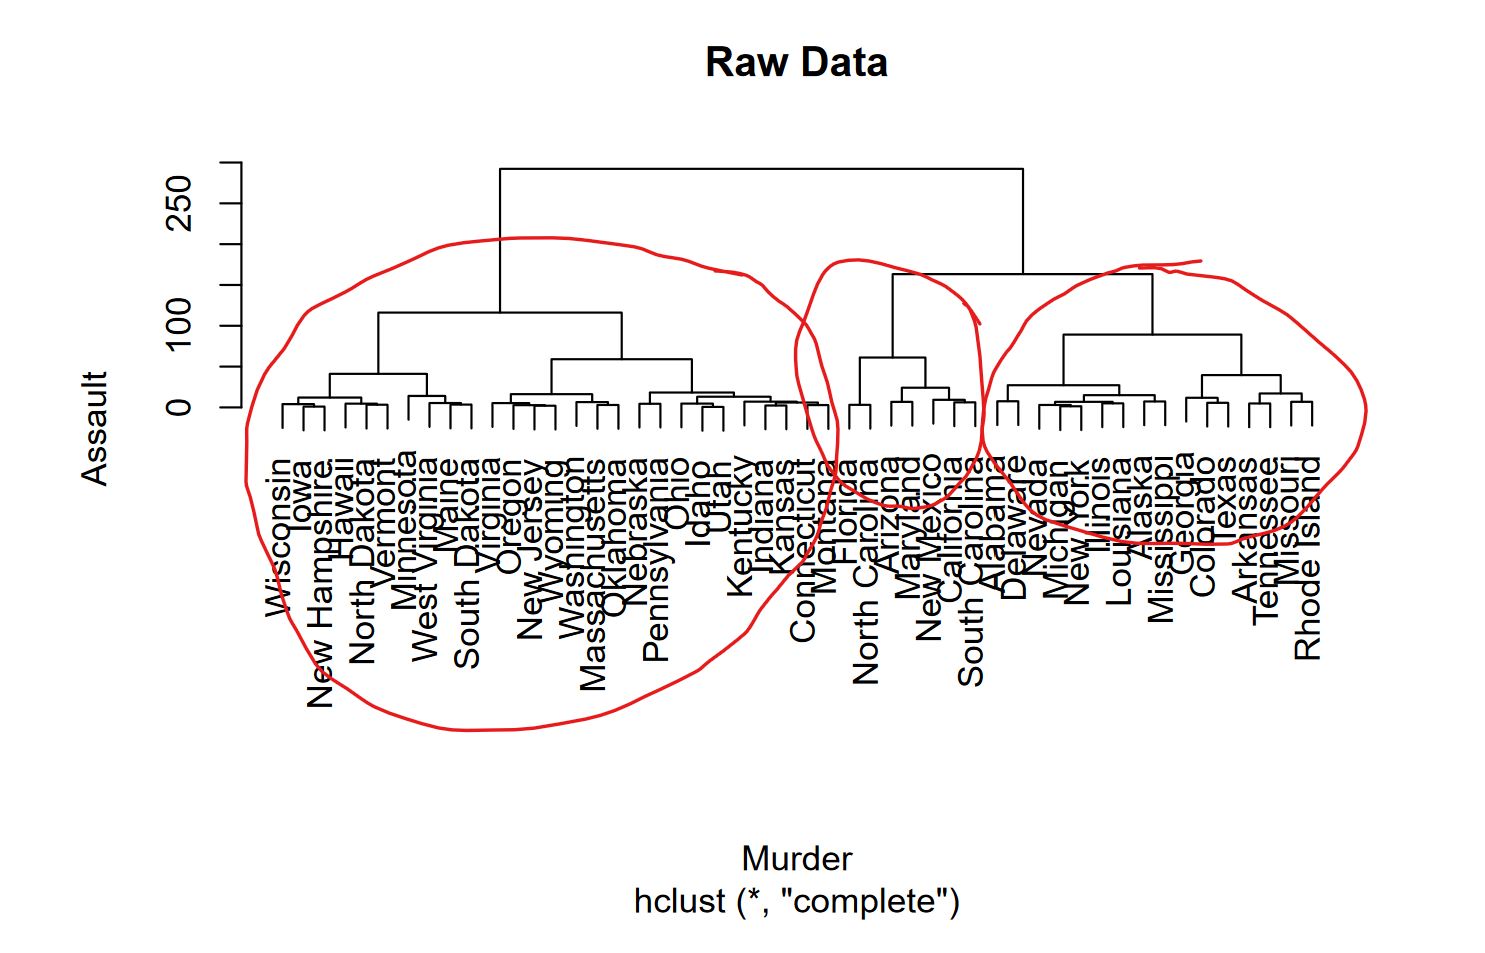 Raw Data
250
100
0
Assault
Wisconsin
Iowa
New Hampshire
Hawaii
North Dakota
Vermont
Minnesota
West Virginia
Maine
South Dakota
Virginia
Oregon
New Jersey
Wyoming
Washington
Massachusetts
Oklahoma
Nebraska
Pennsylvania
Ohio
Idaho
Utah
Kentucky
Indiana
Kansas
Connecticut
Montana
Florida
North Carolina
Arizona
Maryland
New Mexico
California
South Carolina
Alabama
Delaware
Nevada
Michigan
New York
Illinois
Louisiana
Alaska
Mississippi
Georgia
Colorado
Texas
Arkansas
Tennessee
Missouri
Rhode Island
Murder
hclust (*, "complete")